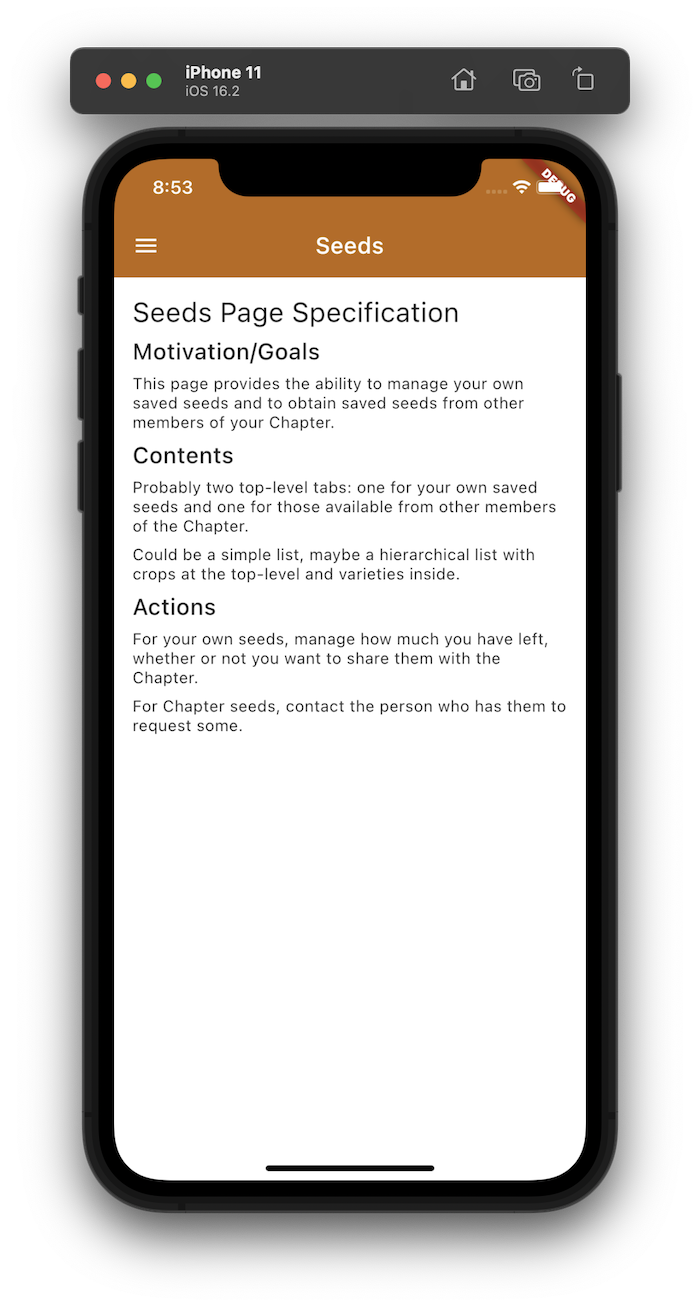 iPhone 11
iOS 16.2
8:53
DEBUG
Seeds
Seeds Page Specification
Motivation/Goals
This page provides the ability to manage your own
saved seeds and to obtain saved seeds from other
members of your Chapter.
Contents
Probably two top-level tabs: one for your own saved
seeds and one for those available from other members
of the Chapter.
Could be a simple list, maybe a hierarchical list with
crops at the top-level and varieties inside.
Actions
For your own seeds, manage how much you have left,
whether or not you want to share them with the
Chapter.
For Chapter seeds, contact the person who has them to
request some.